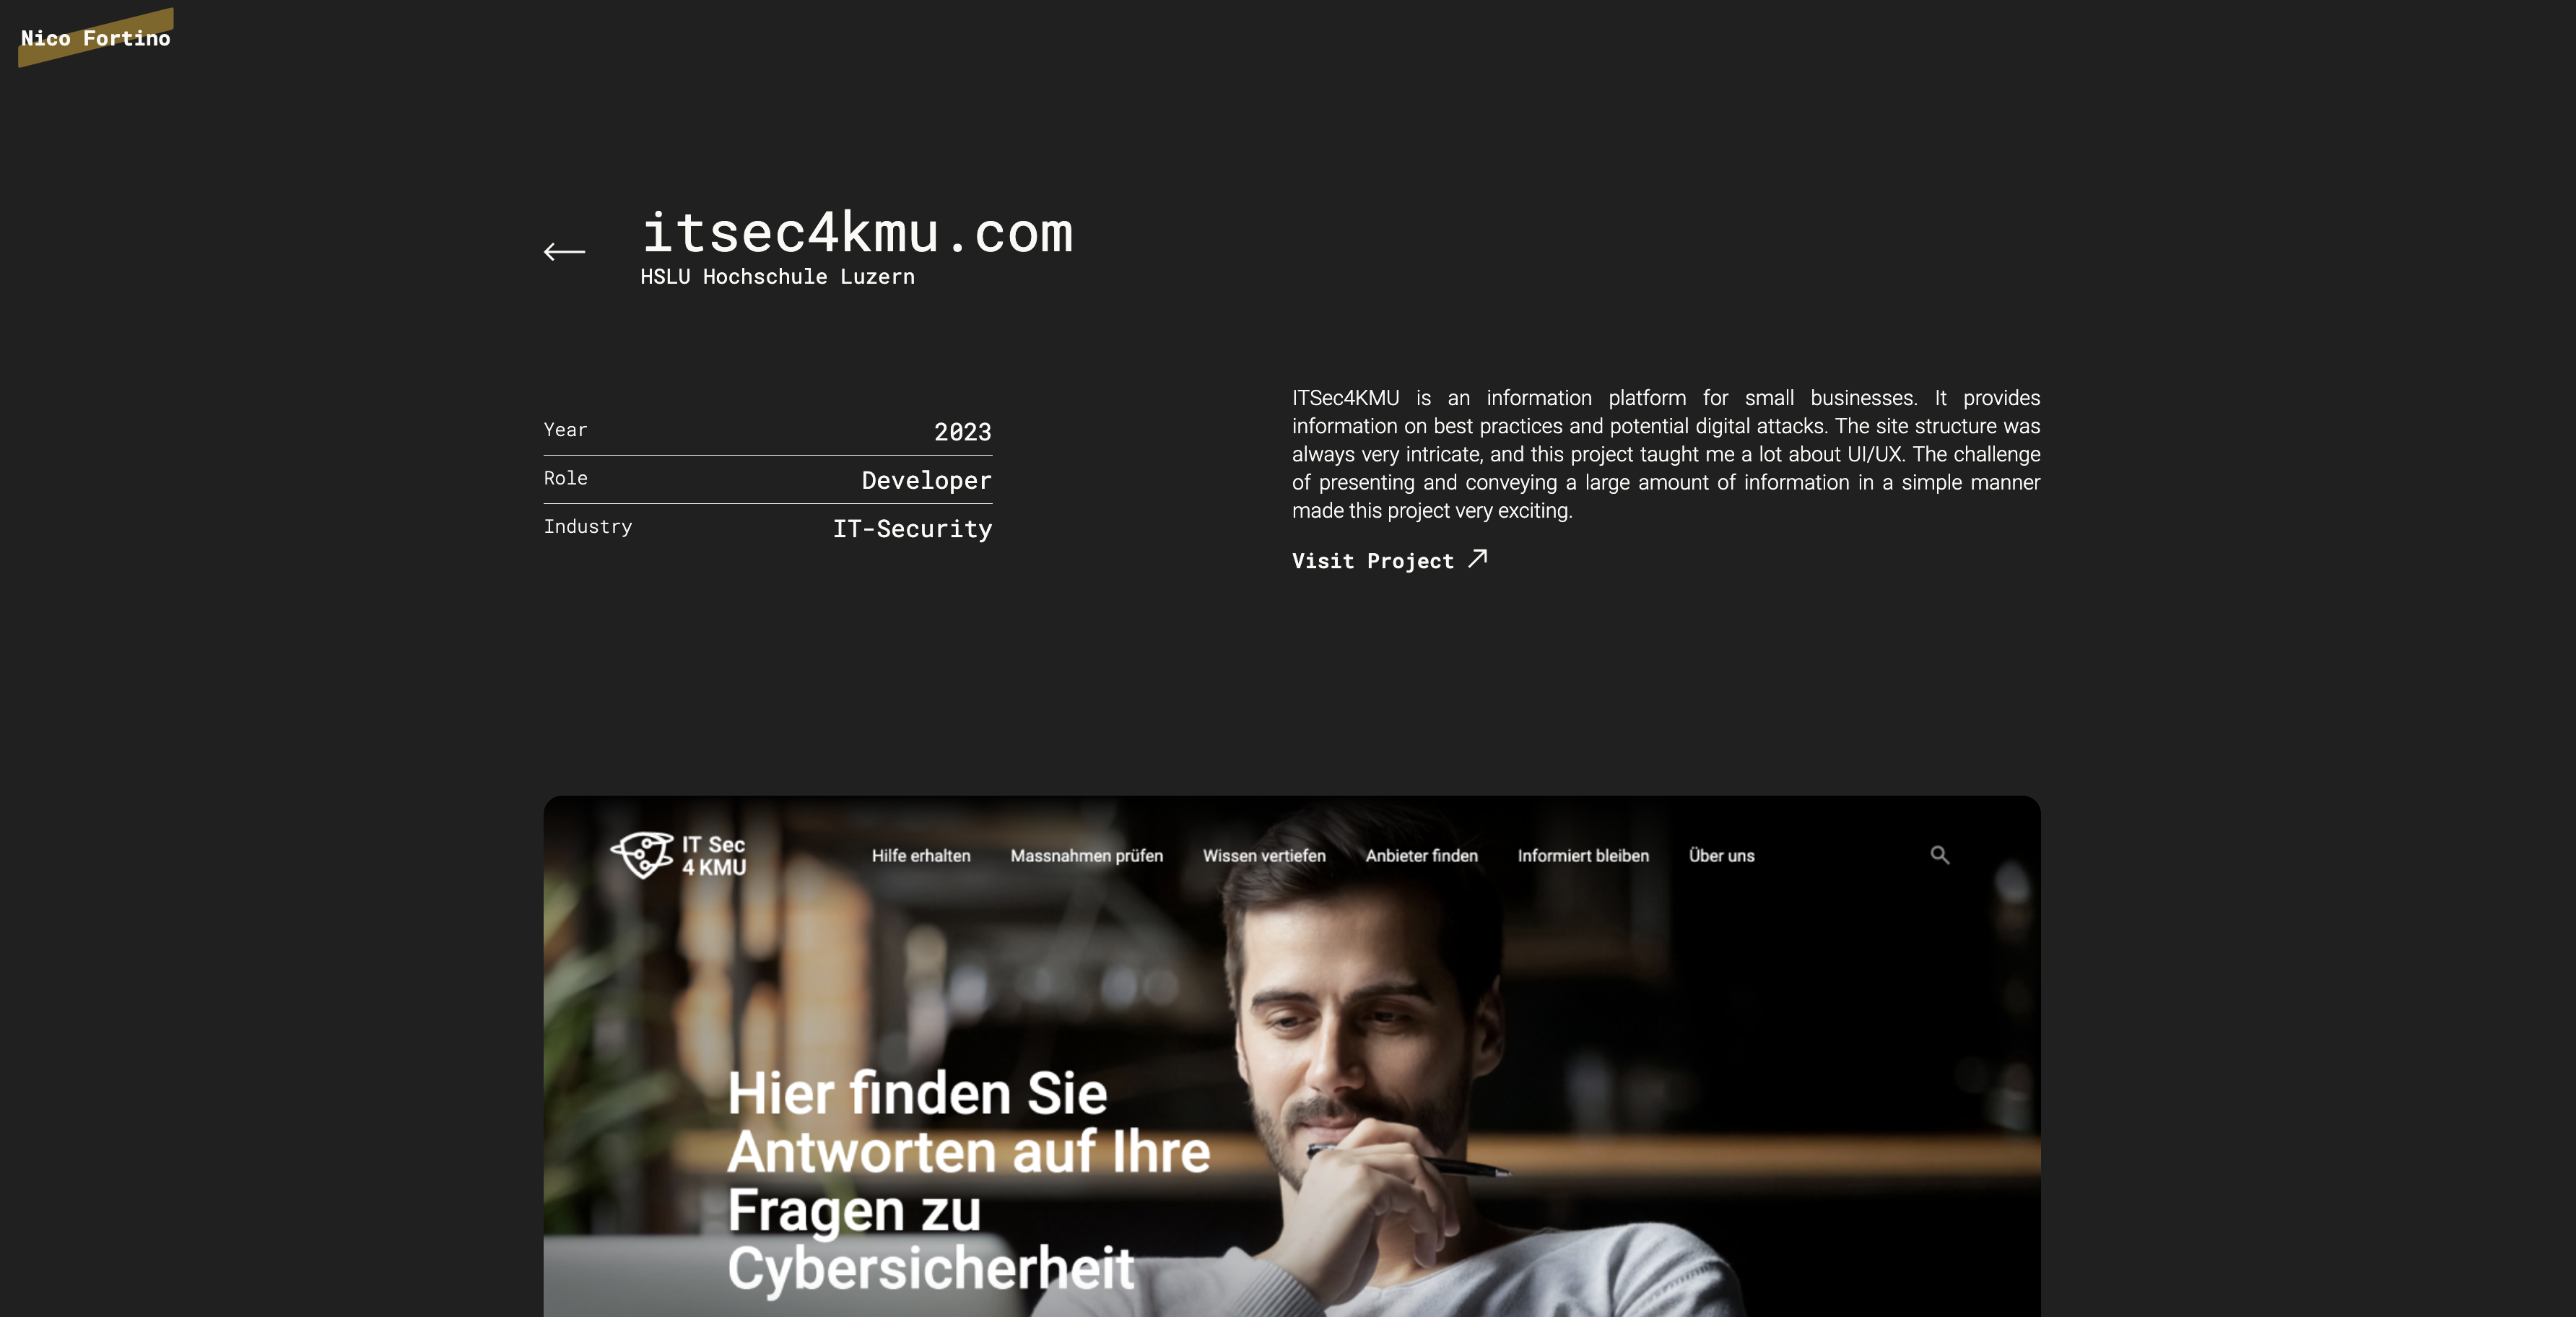 Nico Fortino
itsec4kmu.com
HSLU Hochschule Luzern
Year 2023
Role Developer
Industry IT-Security
ITSec4KMU is an information platform for small businesses. It provides
information on best practices and potential digital attacks. The site structure was
always very intricate, and this project taught me a lot about UI/UX. The challenge
of presenting and conveying a large amount of information in a simple manner
made this project very exciting.
Visit Project
IT Sec
4 KMU
Hilfe erhalten Massnahmen prüfen Wissen vertiefen Anbieter finden Informiert bleiben Über uns
Hier finden Sie
Antworten auf Ihre
Fragen zu
Cybersicherheit